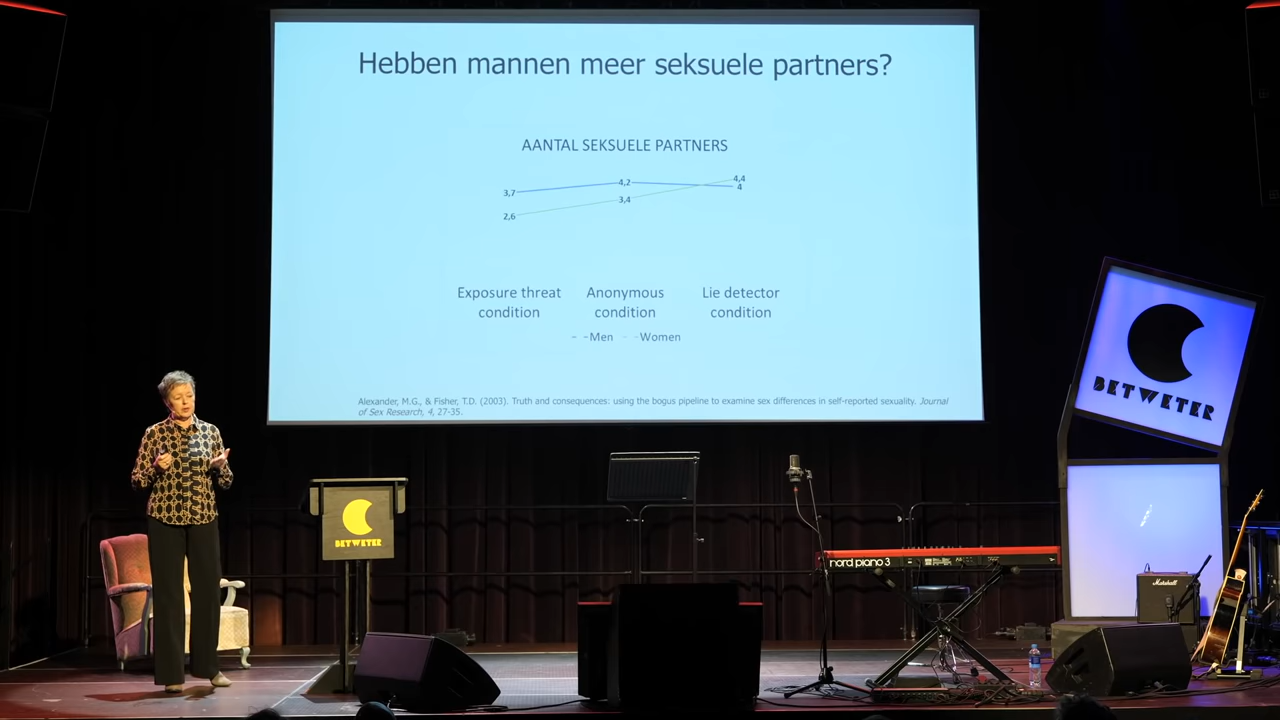 Hebben mannen meer seksuele partners?
AANTAL SEKSUELE PARTNERS
3,7
4,2
4,4
4
2,6
3,4
Exposure threat condition
Anonymous condition
Lie detector condition
Men
Women
Alexander, M.G., & Fisher, T.D. (2003). Truth and consequences: using the bogus pipeline to examine sex differences in self-reported sexuality. Journal
of Sex Research, 4, 27-35.
BETWETER
BETWETER
nord piano 3
Marshall